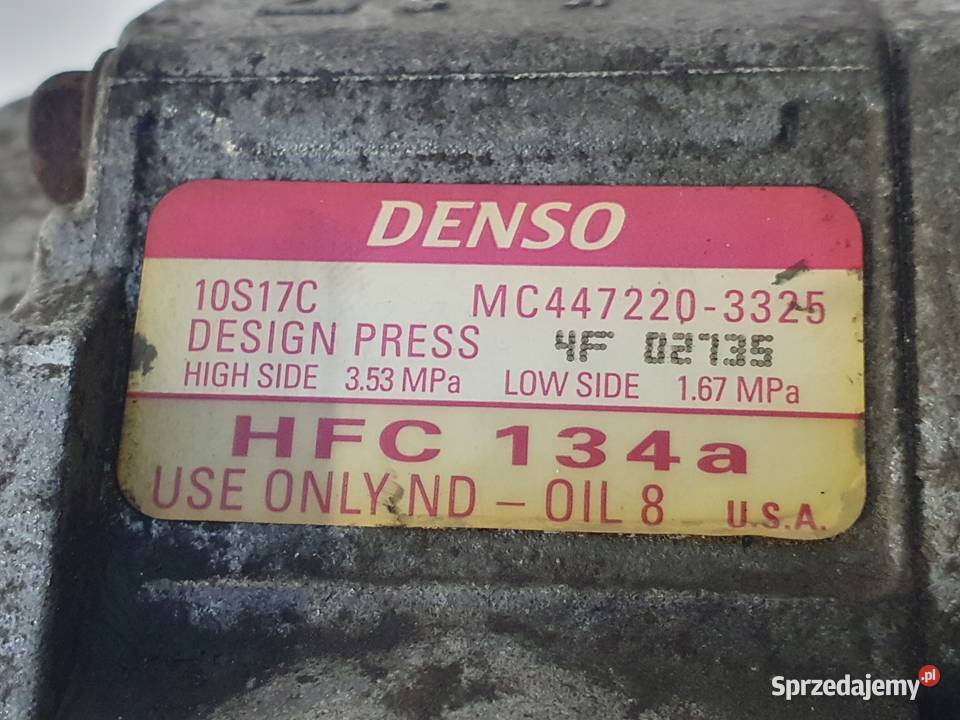 DENSO
10S17C MC447220-3325
DESIGN PRESS 4F 02735
HIGH SIDE 3.53 MPa LOW SIDE 1.67 MPa
HFC 134a
USE ONLY ND - OIL 8 U.S.A.
Sprzedajemy.pl